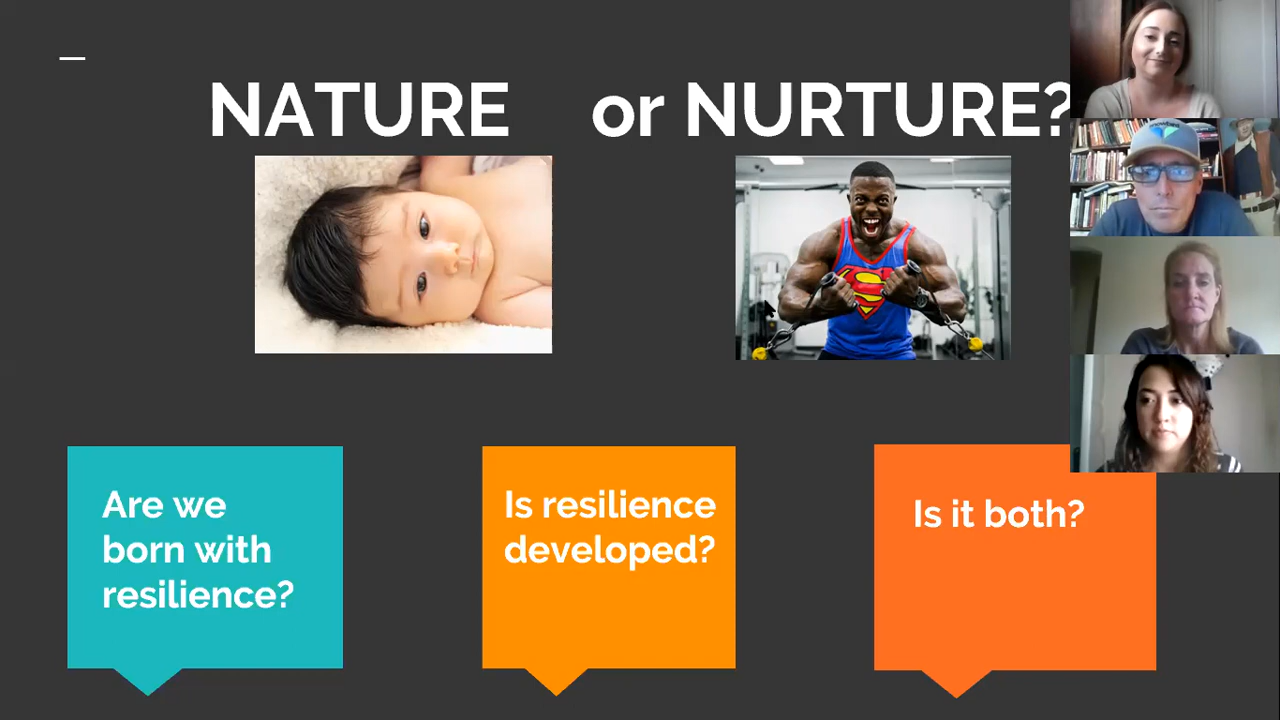 NATURE or NURTURE?
Are we
born with
resilience?
Is resilience
developed?
Is it both?